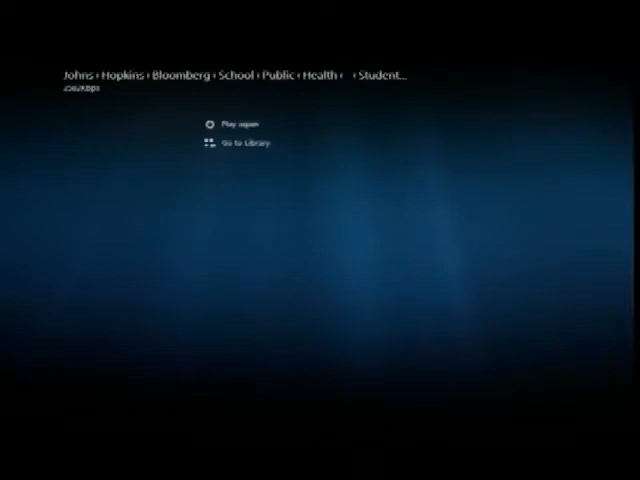 Johns › Hopkins › Bloomberg › School › Public › Health › › Student...
Play again
Go to Library